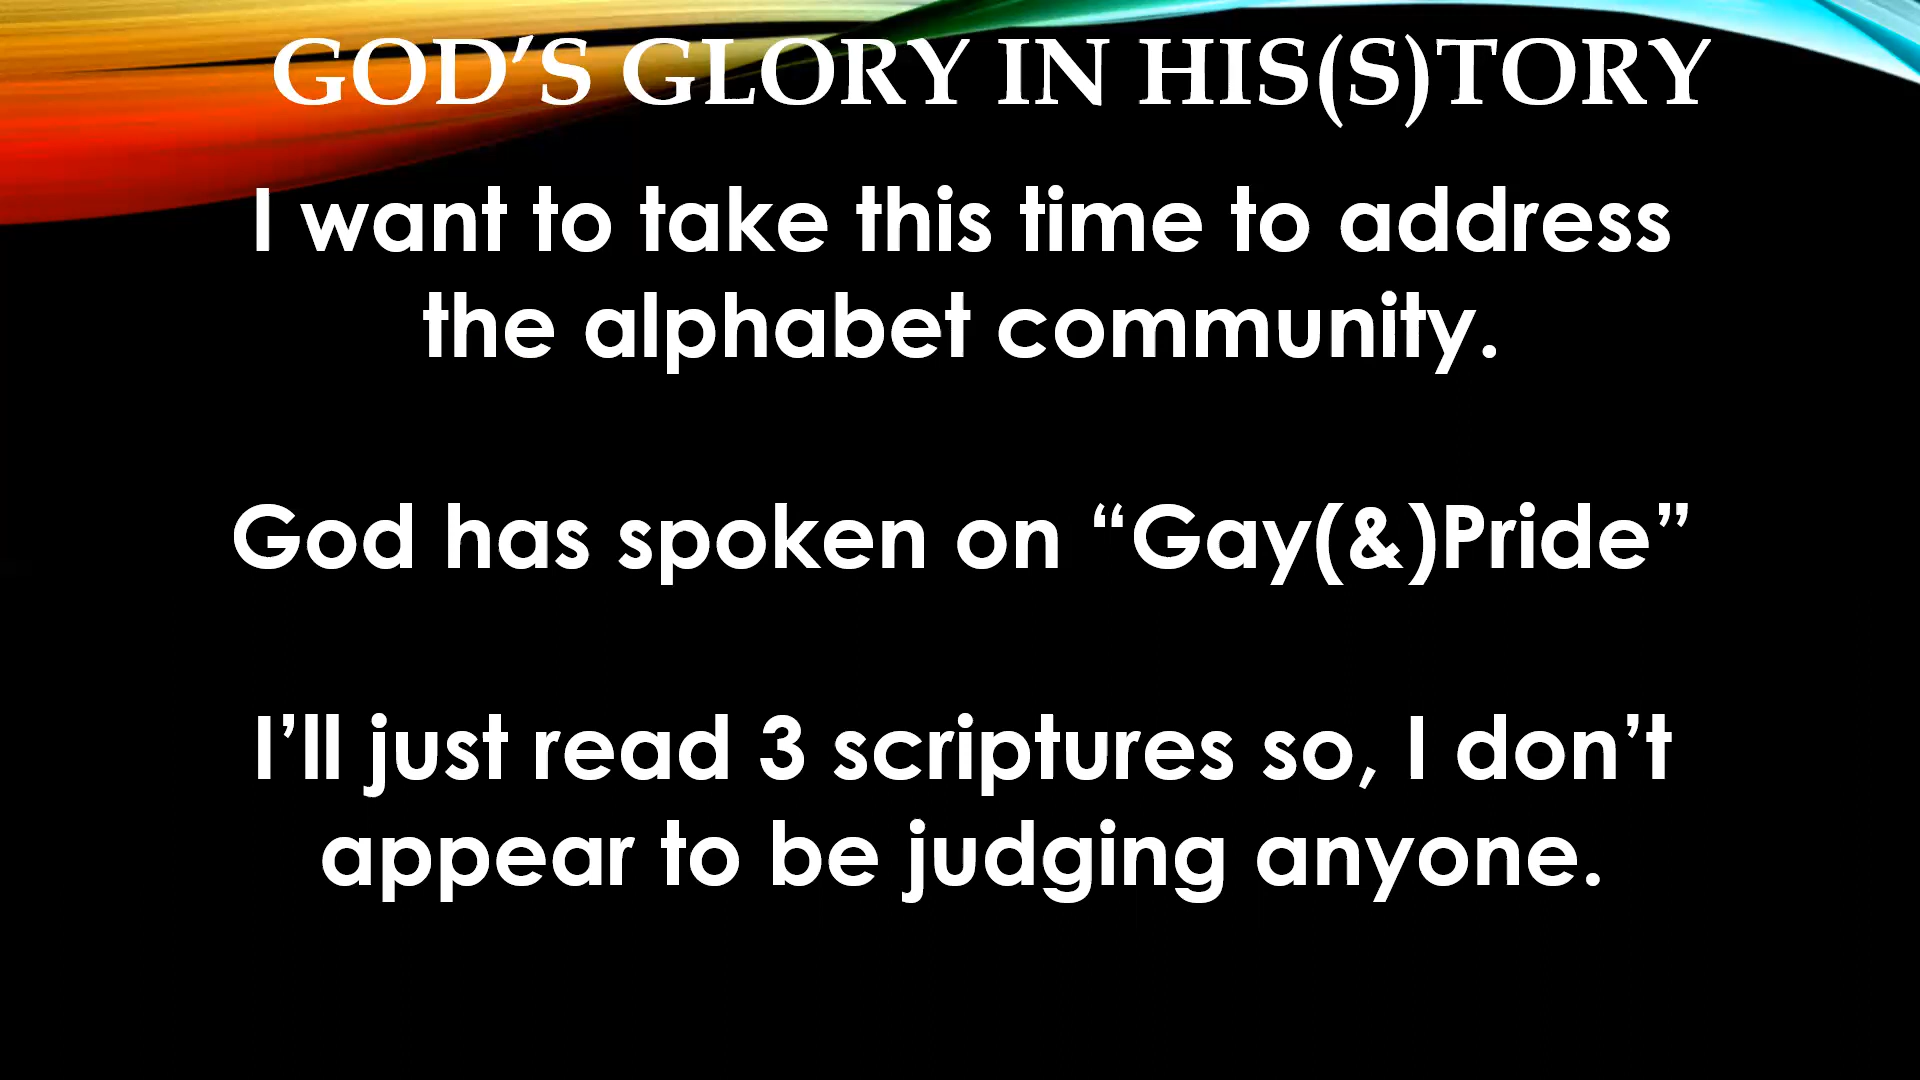 GOD’S GLORY IN HIS(S)TORY
I want to take this time to address
the alphabet community.
God has spoken on “Gay(&)Pride”
I’ll just read 3 scriptures so, I don’t
appear to be judging anyone.